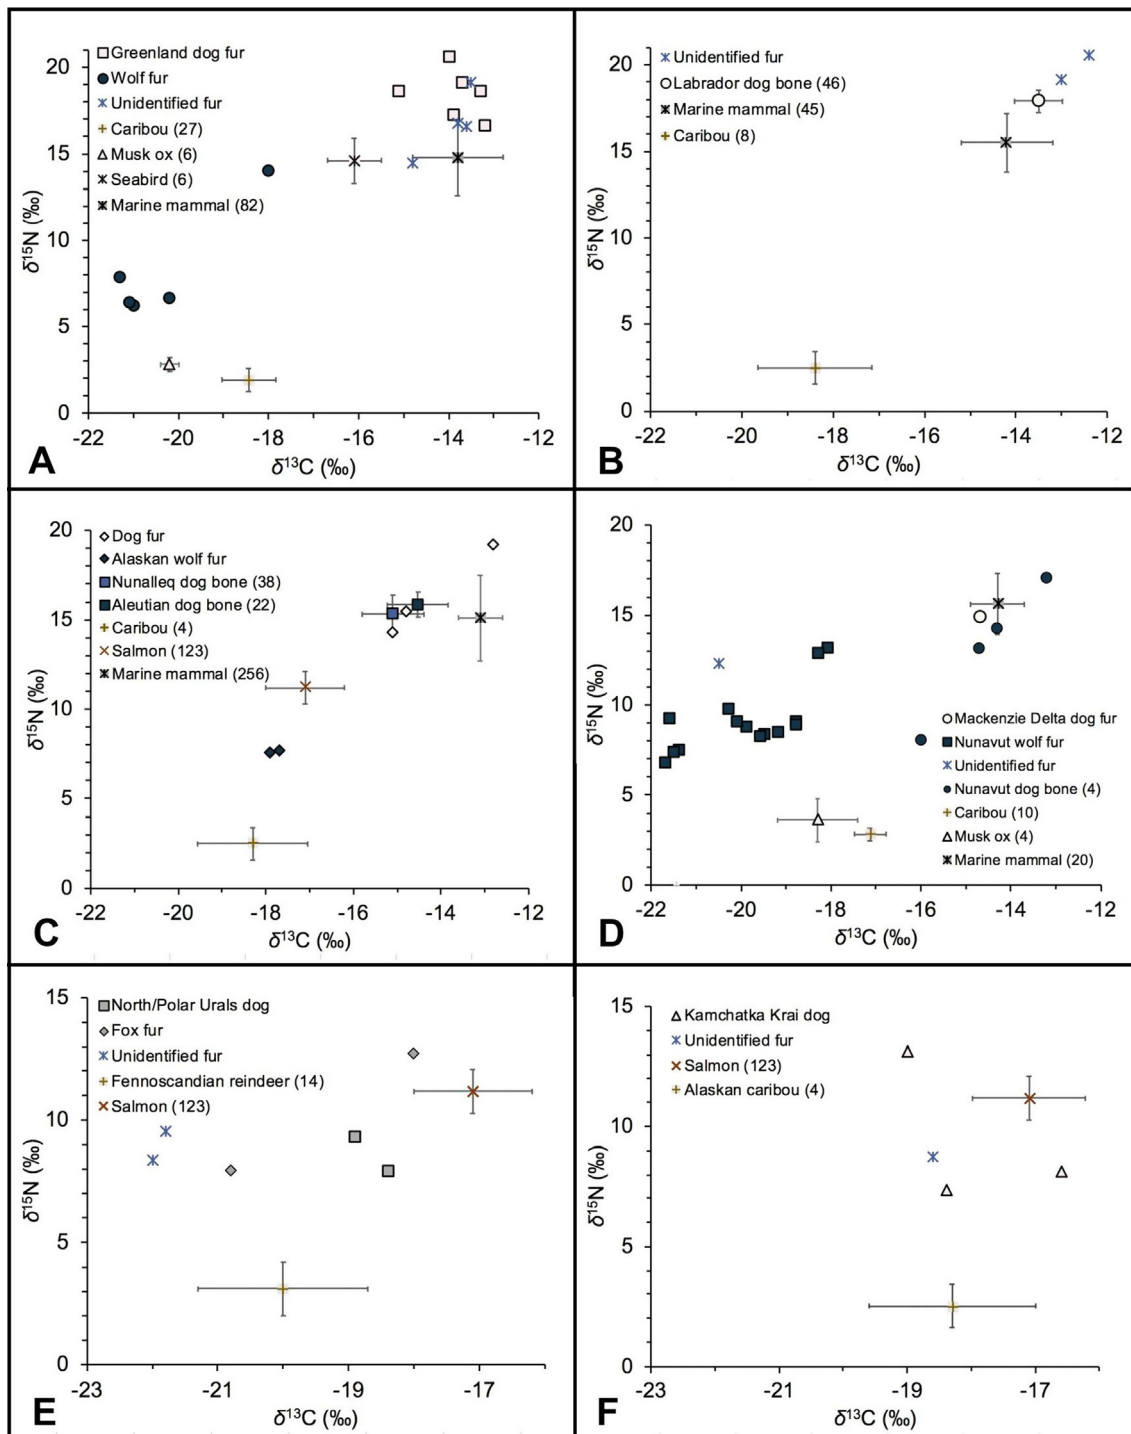 20
15
10
5
0
δ15N (‰)
Greenland dog fur
Wolf fur
Unidentified fur
Caribou (27)
Musk ox (6)
Seabird (6)
Marine mammal (82)
-22
-20
-18
-16
-14
-12
δ13C (‰)
A
20
15
10
5
0
δ15N (‰)
Unidentified fur
Labrador dog bone (46)
Marine mammal (45)
Caribou (8)
-22
-20
-18
-16
-14
-12
δ13C (‰)
B
20
15
10
5
0
δ15N (‰)
Dog fur
Alaskan wolf fur
Nunalleq dog bone (38)
Aleutian dog bone (22)
Caribou (4)
Salmon (123)
Marine mammal (256)
-22
-20
-18
-16
-14
-12
δ13C (‰)
C
20
15
10
5
0
δ15N (‰)
Mackenzie Delta dog fur
Nunavut wolf fur
Unidentified fur
Nunavut dog bone (4)
Caribou (10)
Musk ox (4)
Marine mammal (20)
-22
-20
-18
-16
-14
-12
δ13C (‰)
D
15
10
5
0
δ15N (‰)
North/Polar Urals dog
Fox fur
Unidentified fur
Fennoscandian reindeer (14)
Salmon (123)
-23
-21
-19
-17
δ13C (‰)
E
15
10
5
0
δ15N (‰)
Kamchatka Krai dog
Unidentified fur
Salmon (123)
Alaskan caribou (4)
-23
-21
-19
-17
δ13C (‰)
F